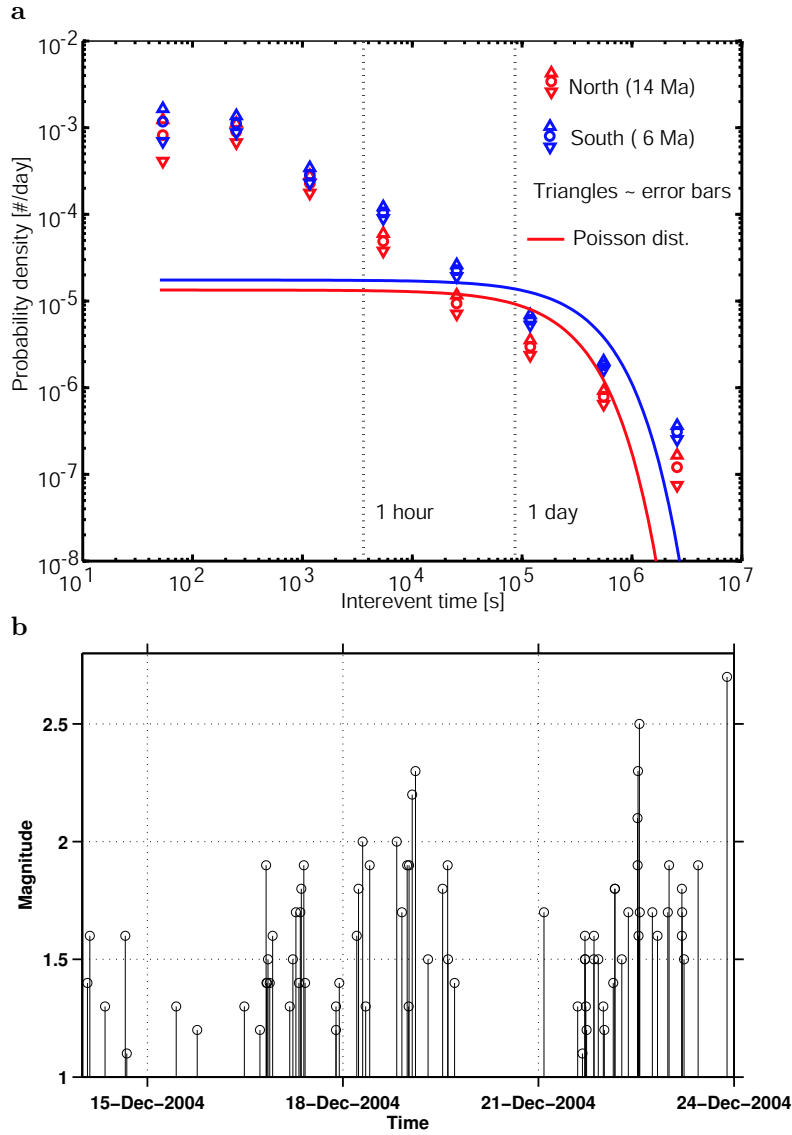 a
10^-2
10^-3
10^-4
10^-5
10^-6
10^-7
10^-8
Probability density [#/day]
North (14 Ma)
South ( 6 Ma)
Triangles ~ error bars
Poisson dist.
1 hour
1 day
10^1 10^2 10^3 10^4 10^5 10^6 10^7
Interevent time [s]
b
2.5
2
1.5
1
Magnitude
15-Dec-2004 18-Dec-2004 21-Dec-2004 24-Dec-2004
Time